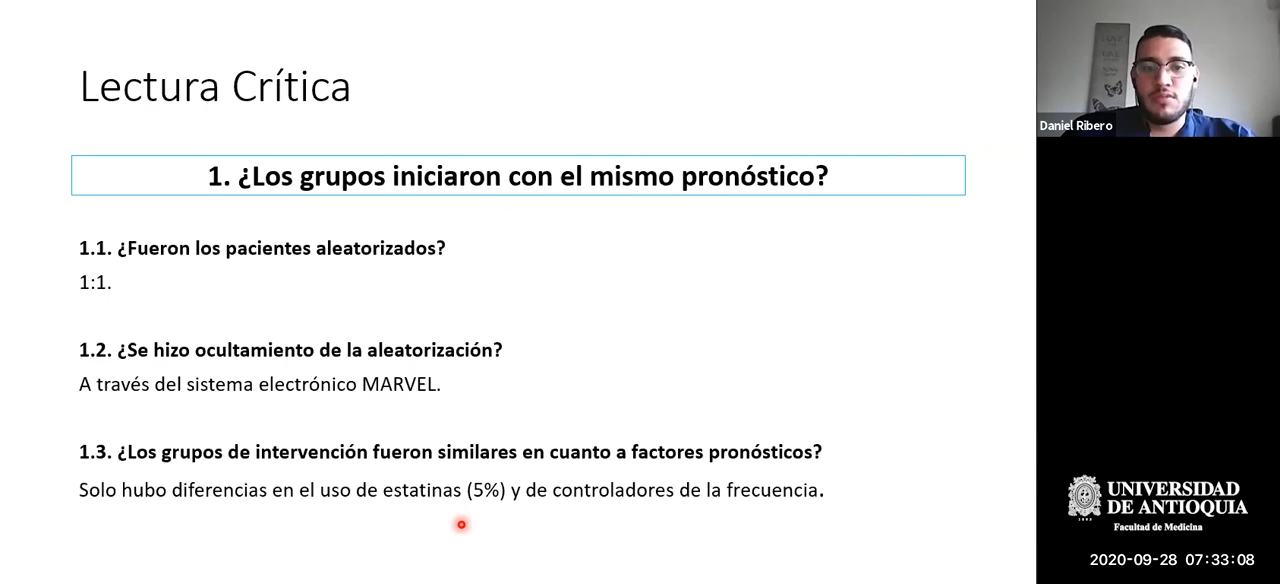 Lectura Crítica
1. ¿Los grupos iniciaron con el mismo pronóstico?
1.1. ¿Fueron los pacientes aleatorizados?
1:1.
1.2. ¿Se hizo ocultamiento de la aleatorización?
A través del sistema electrónico MARVEL.
1.3. ¿Los grupos de intervención fueron similares en cuanto a factores pronósticos?
Solo hubo diferencias en el uso de estatinas (5%) y de controladores de la frecuencia.
Daniel Ribero
UNIVERSIDAD
DE ANTIOQUIA
1803
Facultad de Medicina
2020-09-28 07:33:08